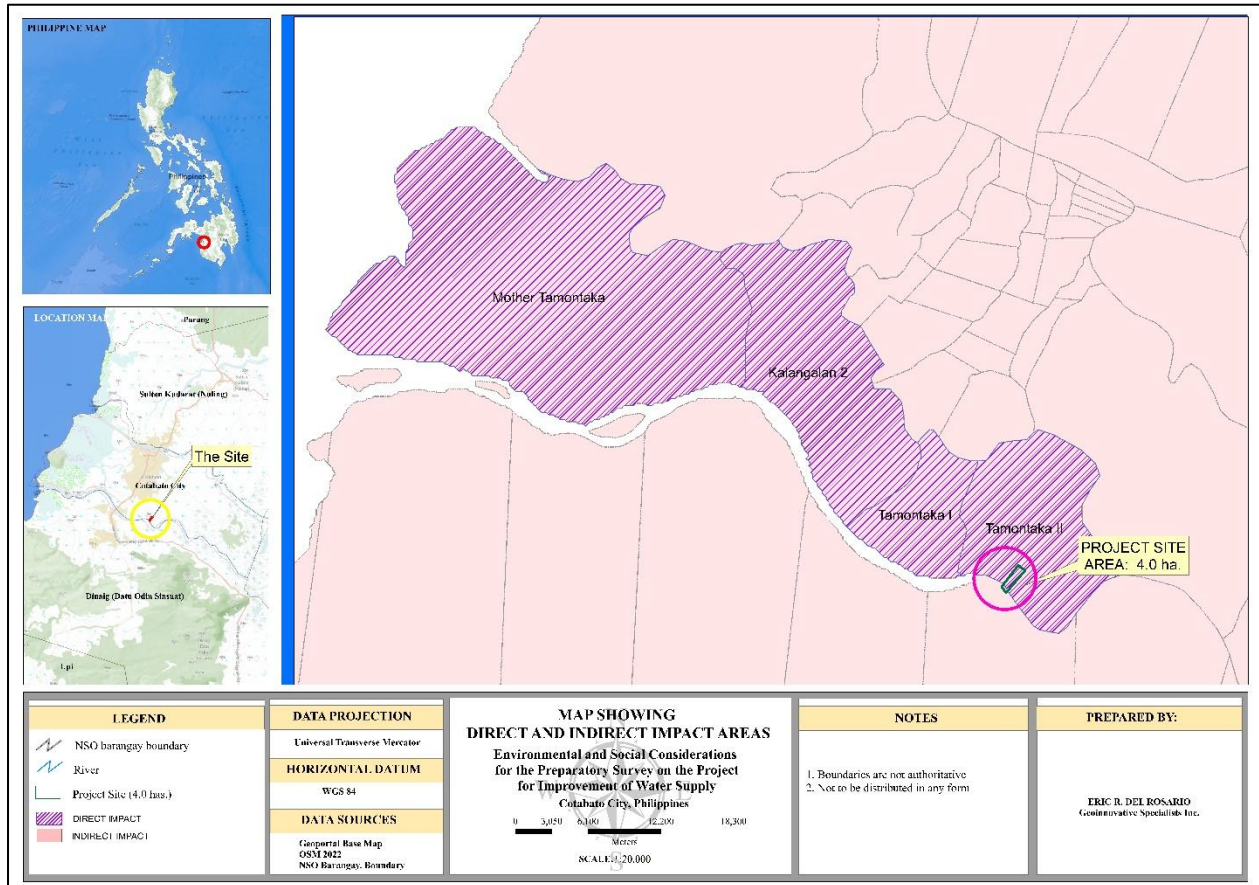 PHILIPPINE MAP
Philippines
LOCATION MAP
Parang
Sultan Kudarat (Nuling)
The Site
Cotabato City
Dinaig (Datu Odin Sinsuat)
Upi
Mother Tamontaka
Kalangalan 2
Tamontaka I
Tamontaka II
PROJECT SITE
AREA: 4.0 ha.
LEGEND
NSO barangay boundary
River
Project Site (4.0 has.)
DIRECT IMPACT
INDIRECT IMPACT
DATA PROJECTION
Universal Transverse Mercator
HORIZONTAL DATUM
WGS 84
DATA SOURCES
Geoportal Base Map
OSM 2022
NSO Barangay. Boundary
MAP SHOWING
DIRECT AND INDIRECT IMPACT AREAS
Environmental and Social Considerations
for the Preparatory Survey on the Project
for Improvement of Water Supply
Cotabato City, Philippines
0 3,050 6,100 12,200 18,300
Meters
SCALE 1:20,000
W E
S
NOTES
1. Boundaries are not authoritative
2. Not to be distributed in any form
PREPARED BY:
ERIC R. DEL ROSARIO
Geoinnovative Specialists Inc.